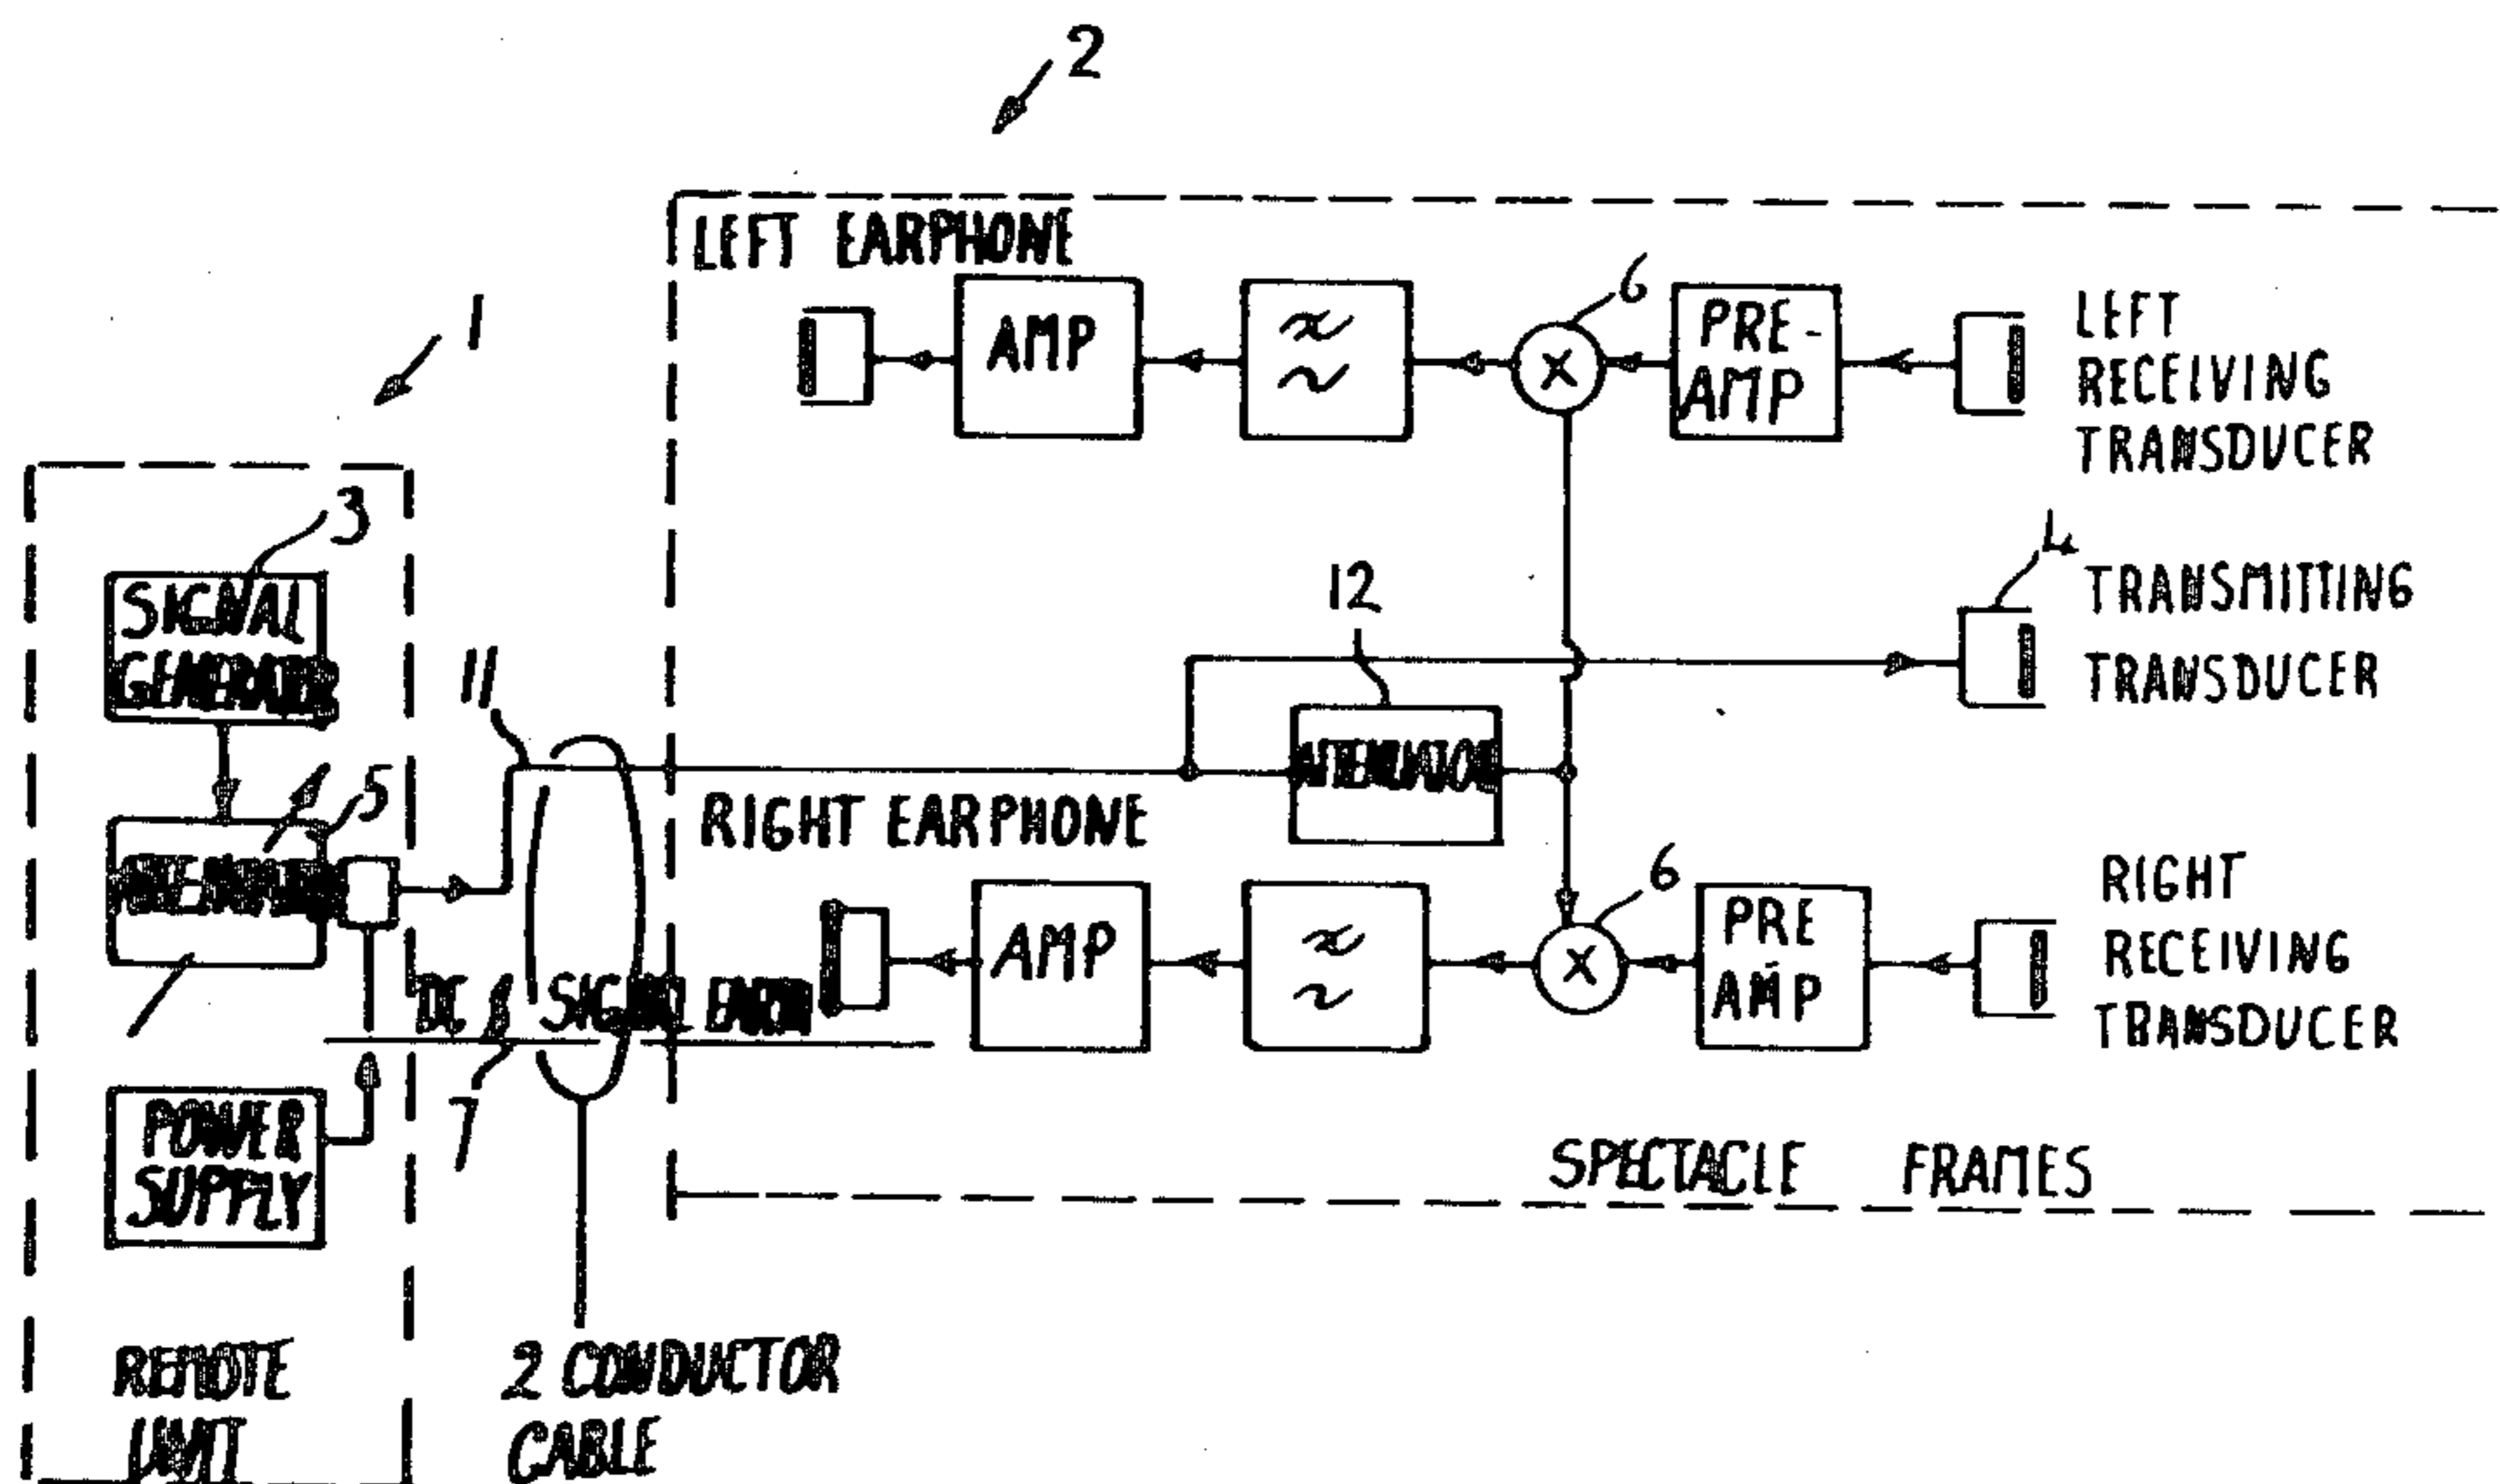 2
LEFT EARPHONE
1
6
AMP
PRE-
AMP
LEFT
RECEIVING
TRANSDUCER
3
SIGNAL
GENERATOR
4
TRANSMITTING
TRANSDUCER
12
11
ATTENUATOR
5
RIGHT EARPHONE
6
AMP
PRE
AMP
RIGHT
RECEIVING
TRANSDUCER
DC & SIGNAL EARTH
7
POWER
SUPPLY
SPECTACLE FRAMES
REMOTE
UNIT
2 CONDUCTOR
CABLE